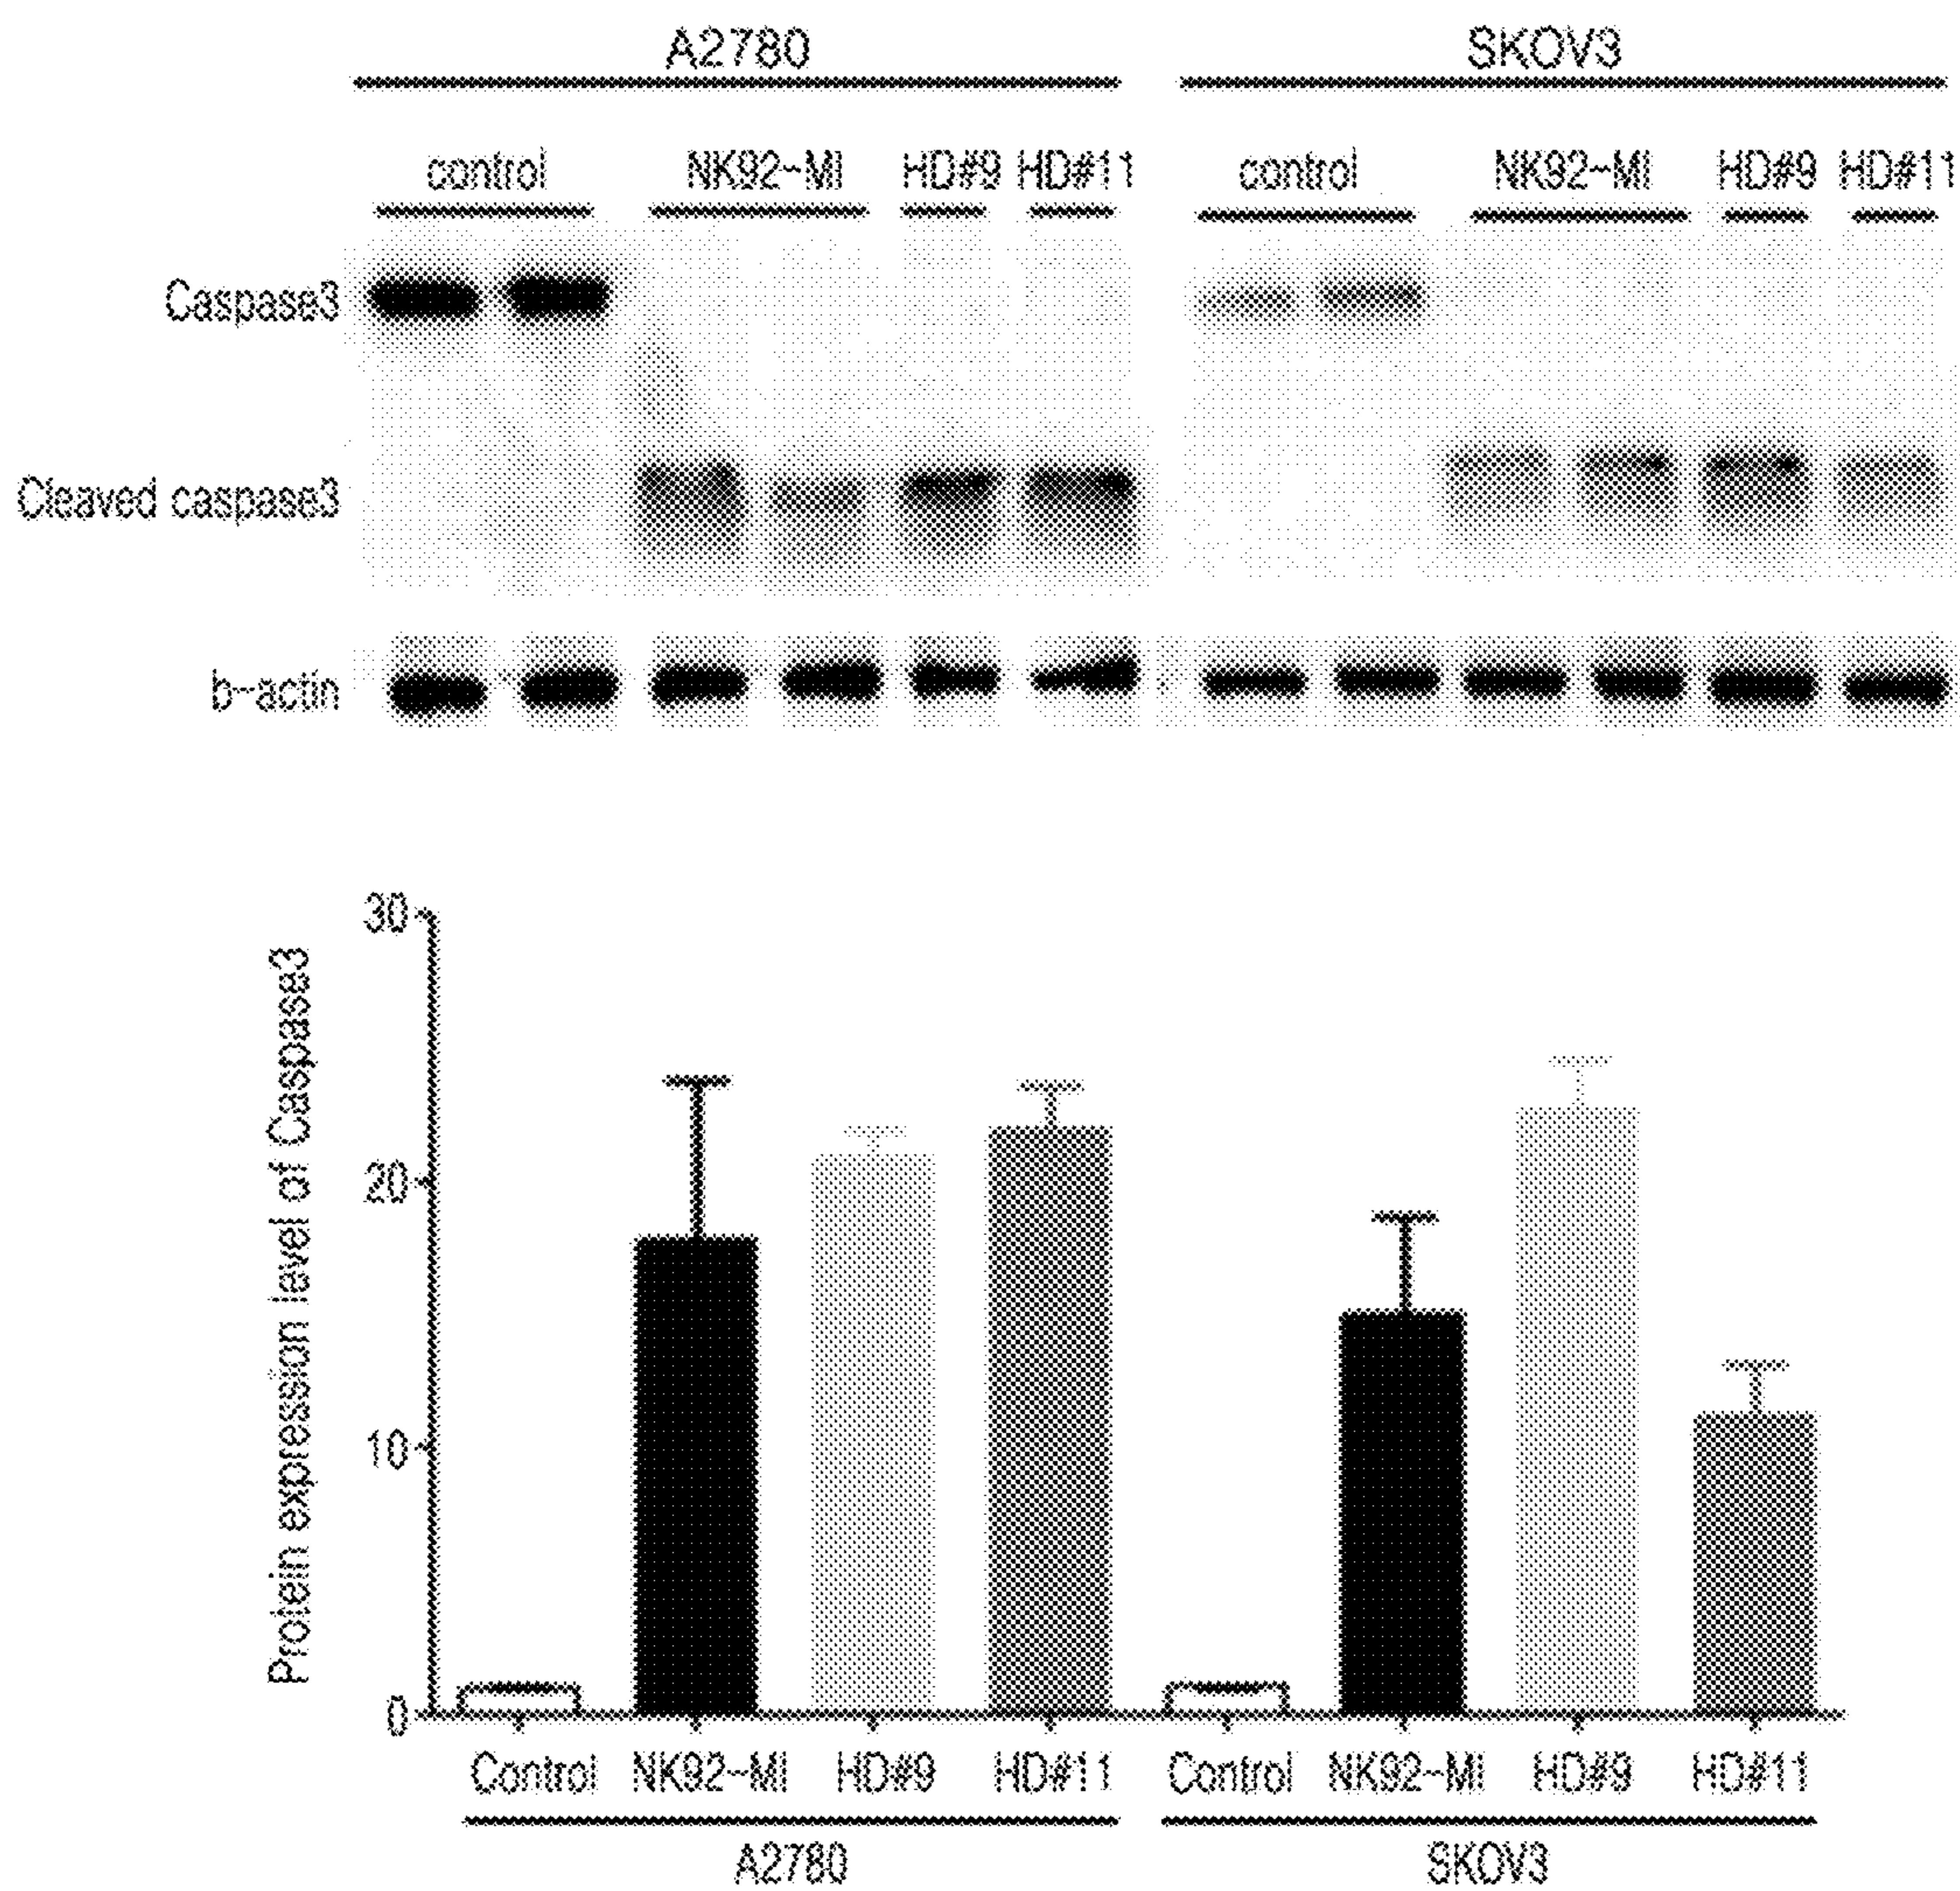 A2780 SKOV3
control NK92-MI HD#9 HD#11 control NK92-MI HD#9 HD#11
Caspase3
Cleaved caspase3
b-actin
Protein expression level of Caspase3
30
20
10
0
Control NK92-MI HD#9 HD#11 Control NK92-MI HD#9 HD#11
A2780 SKOV3